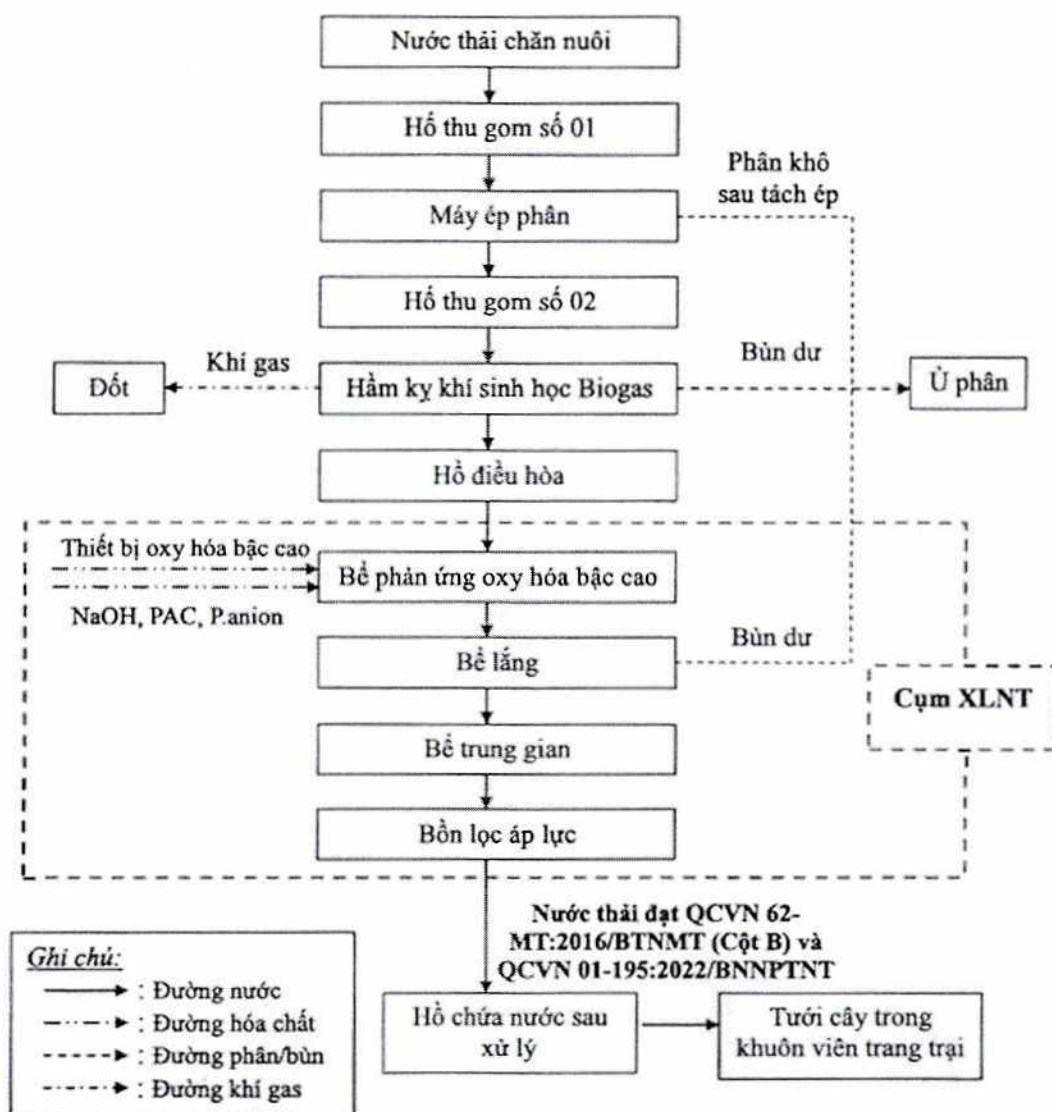 Nước thải chăn nuôi
Hố thu gom số 01
Phân khô
sau tách ép
Máy ép phân
Hố thu gom số 02
Khí gas
Bùn dư
Đốt
Hầm kỵ khí sinh học Biogas
Ủ phân
Hồ điều hòa
Thiết bị oxy hóa bậc cao
Bể phản ứng oxy hóa bậc cao
NaOH, PAC, P.anion
Bùn dư
Bể lắng
Cụm XLNT
Bể trung gian
Bồn lọc áp lực
Nước thải đạt QCVN 62-
MT:2016/BTNMT (Cột B) và
QCVN 01-195:2022/BNNPTNT
Ghi chú:
: Đường nước
: Đường hóa chất
: Đường phân/bùn
: Đường khí gas
Hồ chứa nước sau
xử lý
Tưới cây trong
khuôn viên trang trại